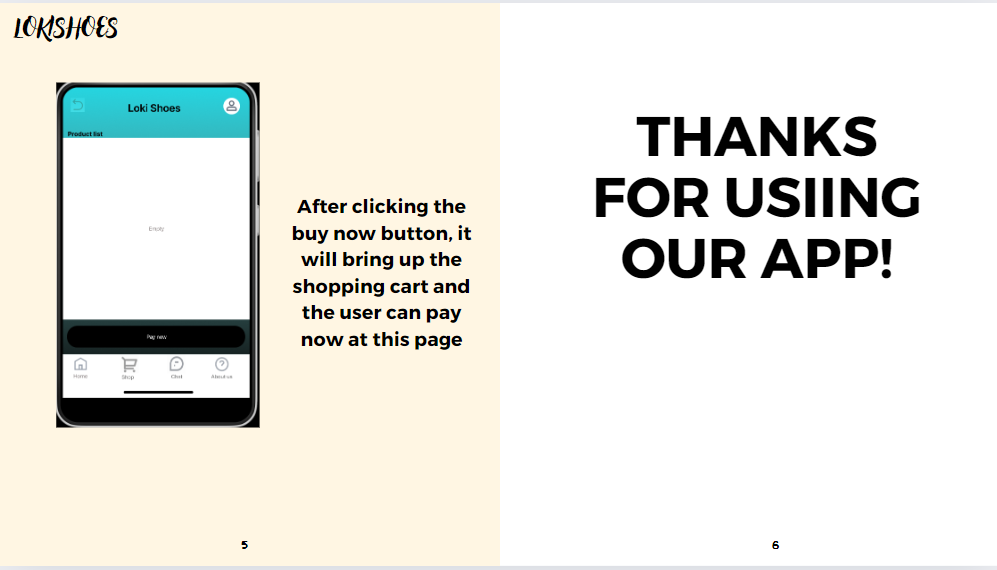 LOKISHOES
Loki Shoes
Product list
Empty
Pay now
Home
Shop
Chat
About us
After clicking the
buy now button, it
will bring up the
shopping cart and
the user can pay
now at this page
5
THANKS
FOR USIING
OUR APP!
6